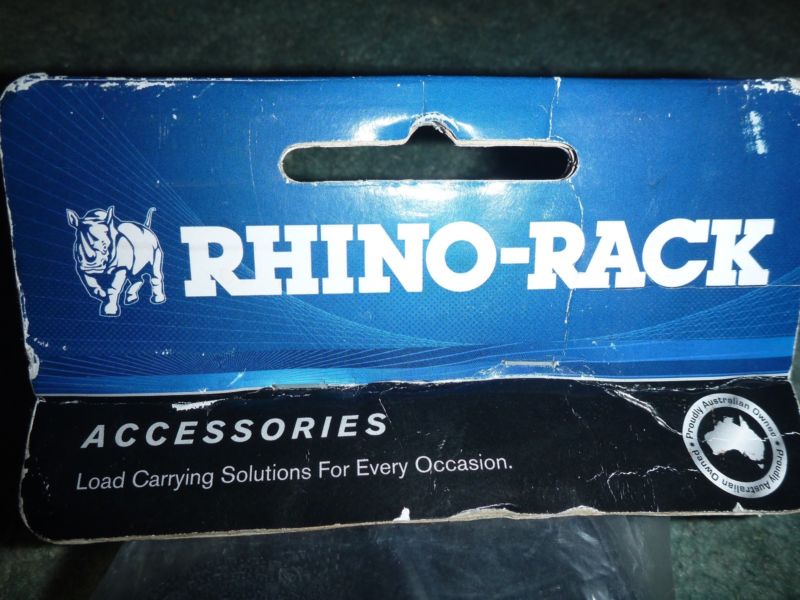 RHINO-RACK
ACCESSORIES
Load Carrying Solutions For Every Occasion.
Proudly Australian Owned • Proudly Australian Owned •